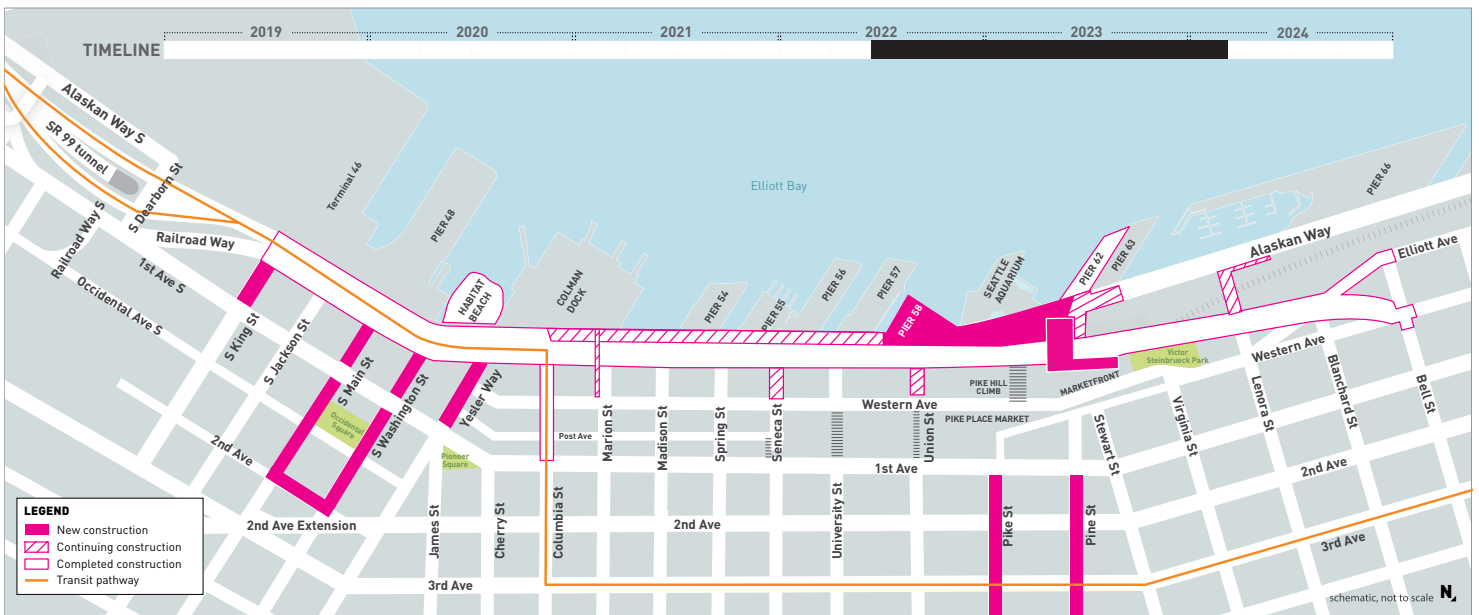 2019
2020
2021
2022
2023
2024
TIMELINE
Alaskan Way S
SR 99 tunnel
S Dearborn St
Railroad Way S
Railroad Way
1st Ave S
Occidental Ave S
Terminal 46
PIER 48
HABITAT
BEACH
COLMAN
DOCK
Elliott Bay
PIER 54
PIER 55
PIER 56
PIER 57
PIER 58
SEATTLE
AQUARIUM
PIER 62
PIER 63
PIER 66
Alaskan Way
Elliott Ave
S King St
S Jackson St
S Main St
S Washington St
Yesler Way
Occidental
Square
Pioneer
Square
2nd Ave
Post Ave
Western Ave
PIKE HILL
CLIMB
MARKETFRONT
PIKE PLACE MARKET
Victor
Steinbrueck Park
Western Ave
Marion St
Madison St
Spring St
Seneca St
Union St
1st Ave
Stewart St
Virginia St
Lenora St
Blanchard St
Bell St
2nd Ave
2nd Ave Extension
James St
Cherry St
Columbia St
2nd Ave
University St
Pike St
Pine St
3rd Ave
3rd Ave
LEGEND
New construction
Continuing construction
Completed construction
Transit pathway
schematic, not to scale
N